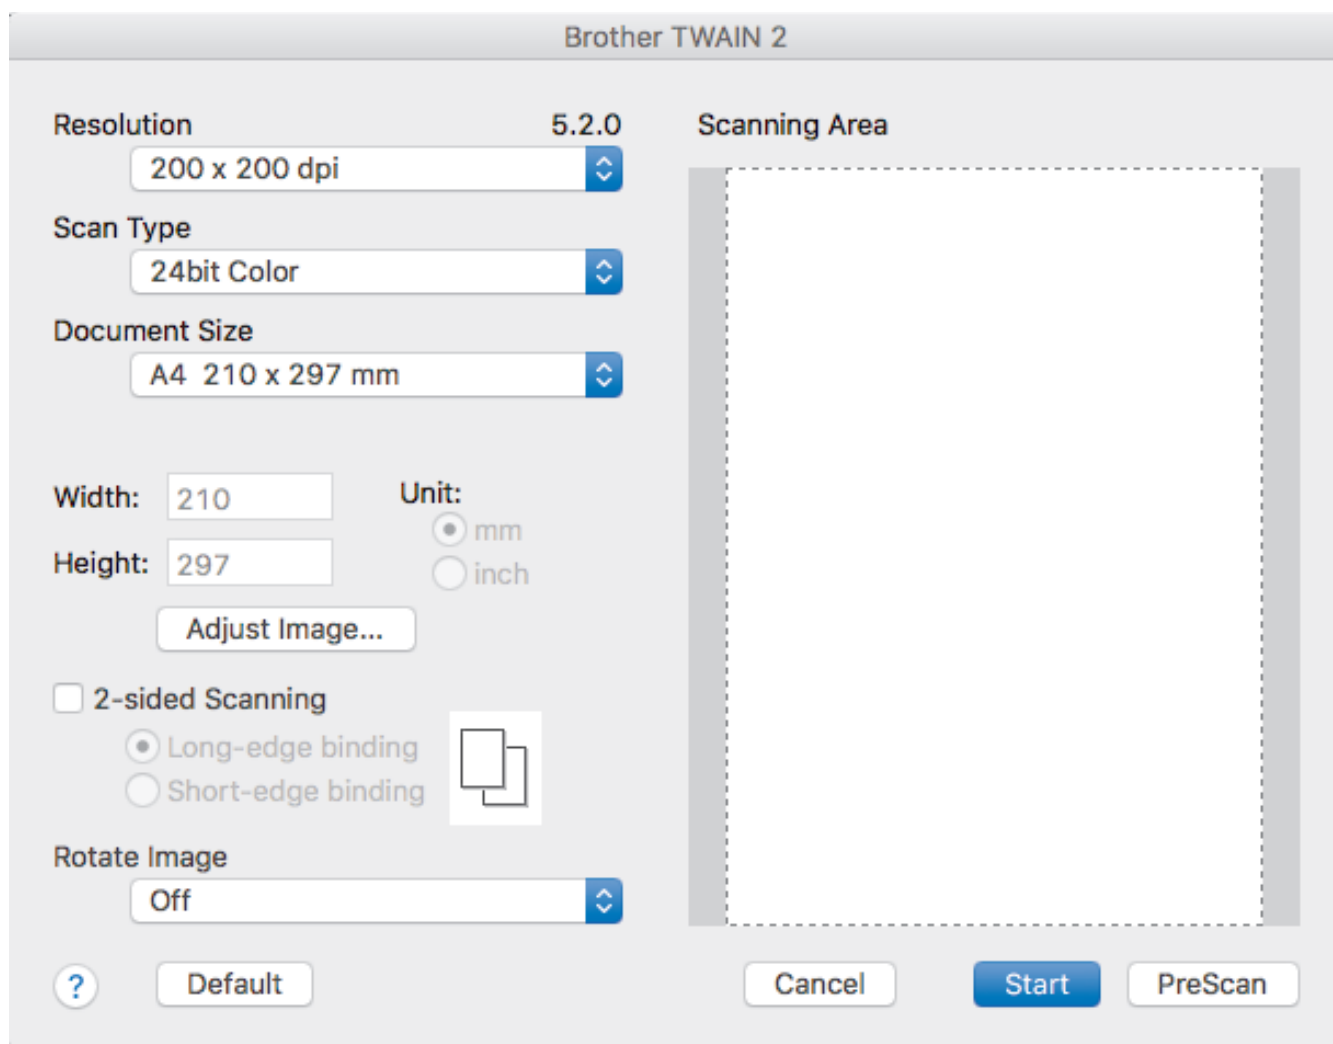 Brother TWAIN 2
Resolution 5.2.0
200 x 200 dpi
Scan Type
24bit Color
Document Size
A4 210 x 297 mm
Width: 210
Height: 297
Unit:
mm
inch
Adjust Image...
2-sided Scanning
Long-edge binding
Short-edge binding
Rotate Image
Off
? Default
Scanning Area
Cancel Start PreScan